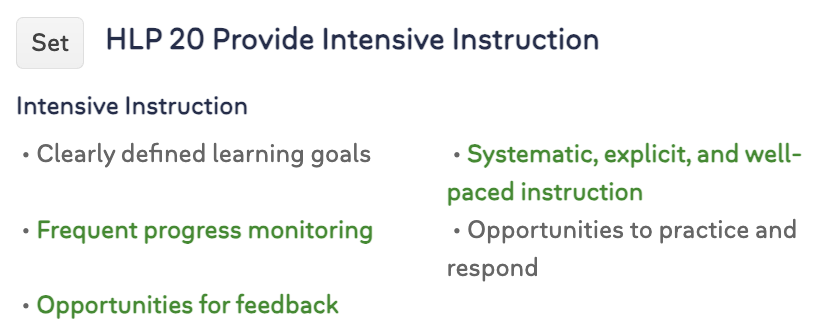 Set
HLP 20 Provide Intensive Instruction
Intensive Instruction
• Clearly defined learning goals
• Systematic, explicit, and well-
paced instruction
• Frequent progress monitoring
• Opportunities to practice and
respond
• Opportunities for feedback